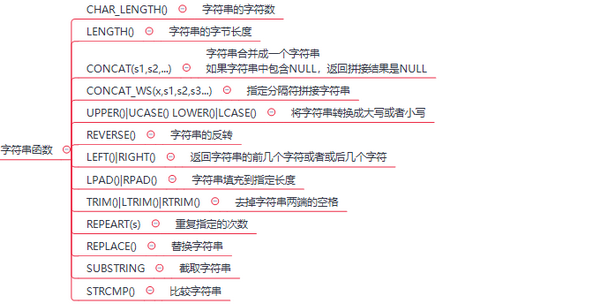 字符串函数
CHAR_LENGTH() 字符串的字符数
LENGTH() 字符串的字节长度
字符串合并成一个字符串
CONCAT(s1,s2,...) 如果字符串中包含NULL，返回拼接结果是NULL
CONCAT_WS(x,s1,s2,s3...) 指定分隔符拼接字符串
UPPER()|UCASE() LOWER()|LCASE() 将字符串转换成大写或者小写
REVERSE() 字符串的反转
LEFT()|RIGHT() 返回字符串的前几个字符或者或后几个字符
LPAD()|RPAD() 字符串填充到指定长度
TRIM()|LTRIM()|RTRIM() 去掉字符串两端的空格
REPEART(s) 重复指定的次数
REPLACE() 替换字符串
SUBSTRING 截取字符串
STRCMP() 比较字符串